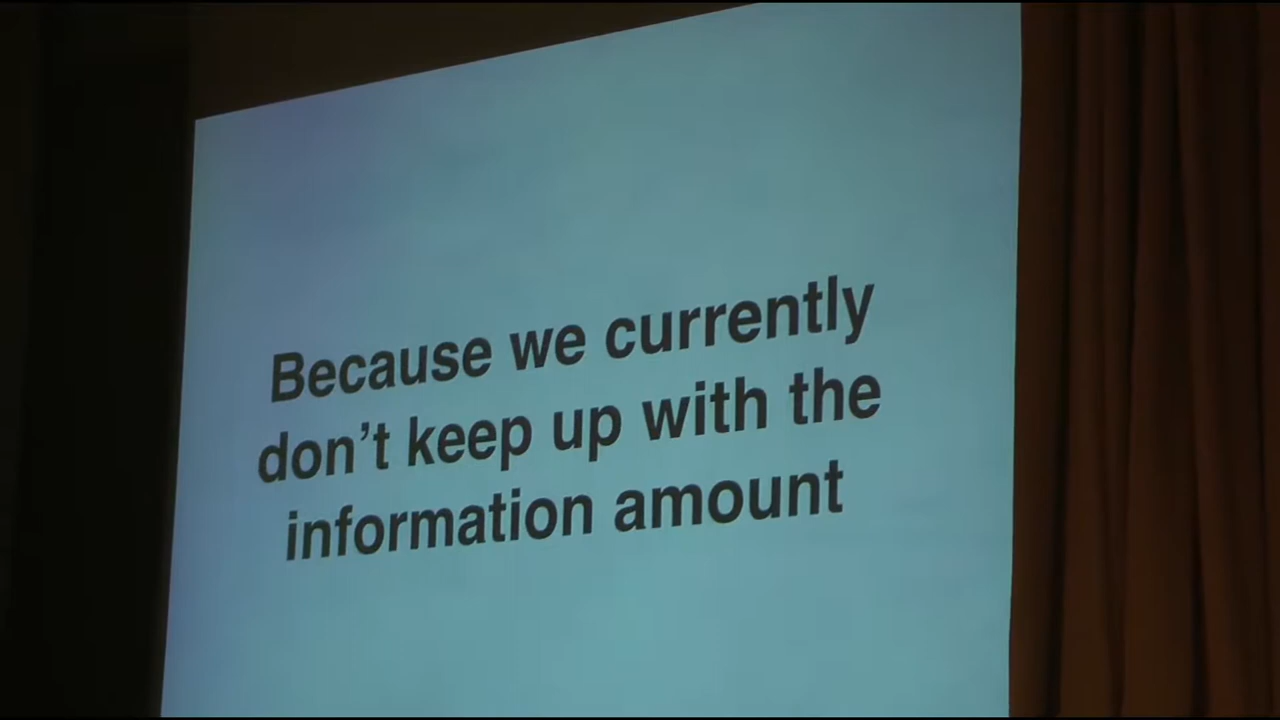 Because we currently
don’t keep up with the
information amount